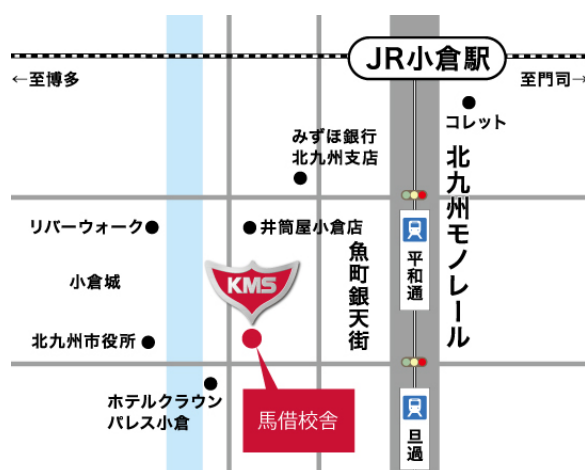 JR小倉駅
←至博多
至門司→
コレット
みずほ銀行
北九州支店
北九州モノレール
リバーウォーク
井筒屋小倉店
平和通
魚町銀天街
小倉城
KMS
北九州市役所
ホテルクラウン
パレス小倉
馬借校舎
旦過